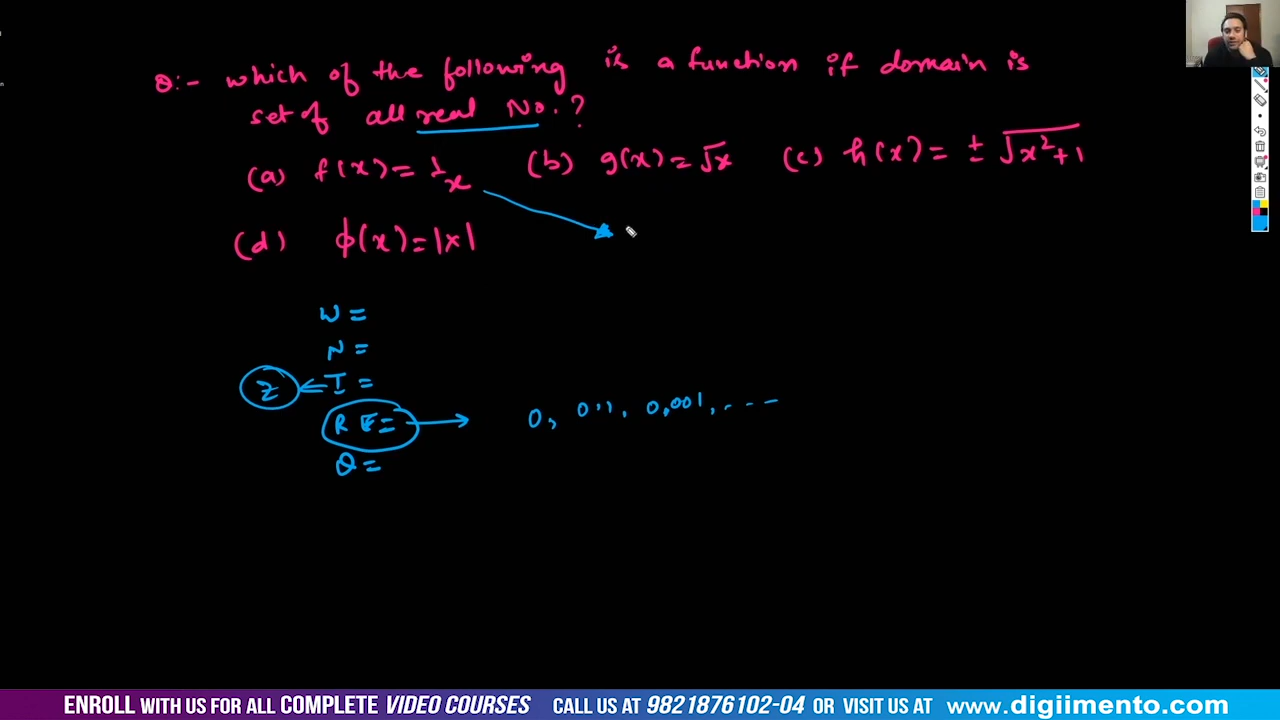 Q:- which of the following is a function if domain is
set of all real No.?
(a) f(x) = 1/x (b) g(x) = √x (c) h(x) = ± √x²+1
(d) ϕ(x) = |x|
W =
N =
Z ⇐ I =
R = → 0, 0.1, 0.001, ----
Q =
ENROLL WITH US FOR ALL COMPLETE VIDEO COURSES CALL US AT 9821876102-04 OR VISIT US AT www.digiimento.com